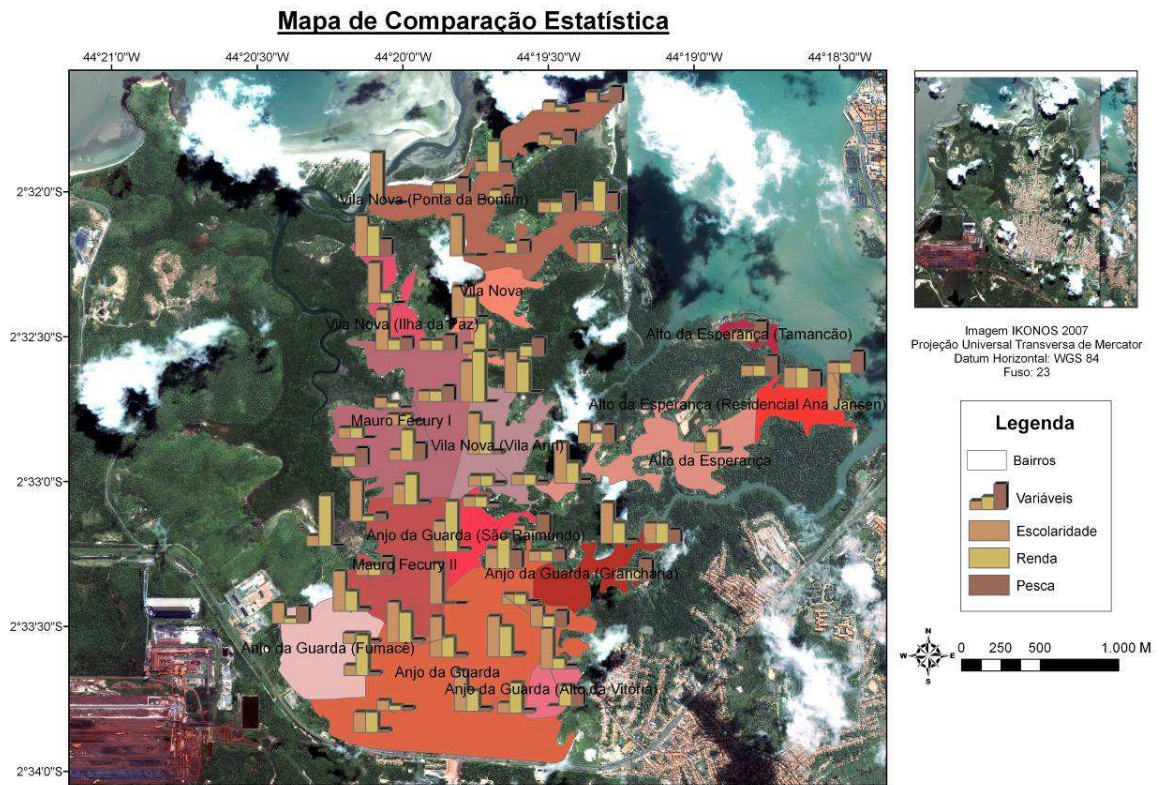 Mapa de Comparação Estatística
44°21'0"W 44°20'30"W 44°20'0"W 44°19'30"W 44°19'0"W 44°18'30"W
2°32'0"S
2°32'30"S
2°33'0"S
2°33'30"S
2°34'0"S
Vila Nova (Ponta da Bonfim)
Vila Nova
Vila Nova (Ilha da Paz)
Alto da Esperança (Tamancão)
Alto da Esperança (Residencial Ana Jansen)
Mauro Fecury I
Vila Nova (Vila Ariri)
Alto da Esperança
Anjo da Guarda (São Raimundo)
Mauro Fecury II
Anjo da Guarda (Grancharia)
Anjo da Guarda (Fumacê)
Anjo da Guarda
Anjo da Guarda (Alto da Vitória)
Imagem IKONOS 2007
Projeção Universal Transversa de Mercator
Datum Horizontal: WGS 84
Fuso: 23
Legenda
Bairros
Variáveis
Escolaridade
Renda
Pesca
N
W E
S
0 250 500 1.000 M